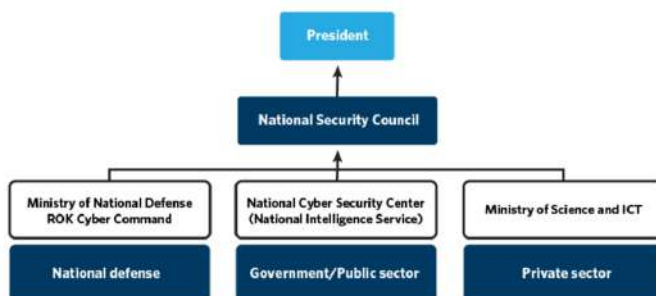 President
National Security Council
Ministry of National Defense
ROK Cyber Command
National Cyber Security Center
(National Intelligence Service)
Ministry of Science and ICT
National defense
Government/Public sector
Private sector